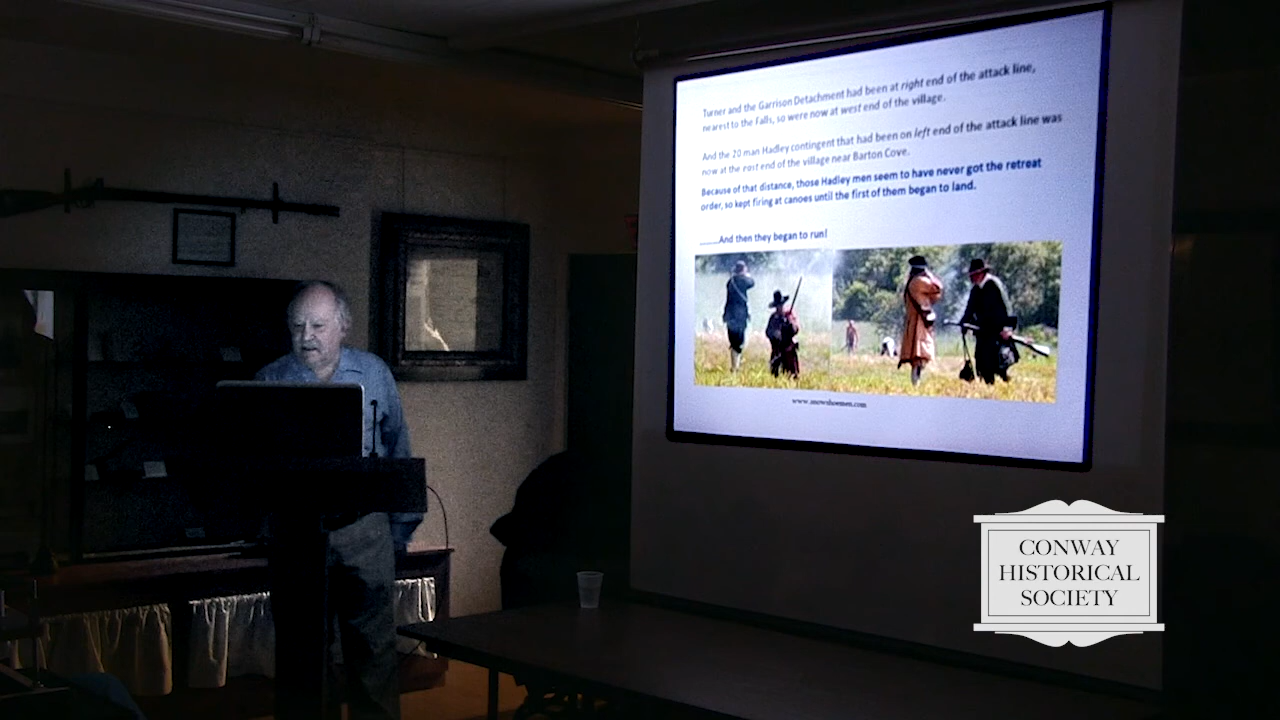 Turner and the Garrison Detachment had been at right end of the attack line,
nearest to the Falls, so were now at west end of the village.
And the 20 man Hadley contingent that had been on left end of the attack line was
now at the east end of the village near Barton Cove.
Because of that distance, those Hadley men seem to have never got the retreat
order, so kept firing at canoes until the first of them began to land.
_____And then they began to run!
www.snowshoemen.com
CONWAY
HISTORICAL
SOCIETY